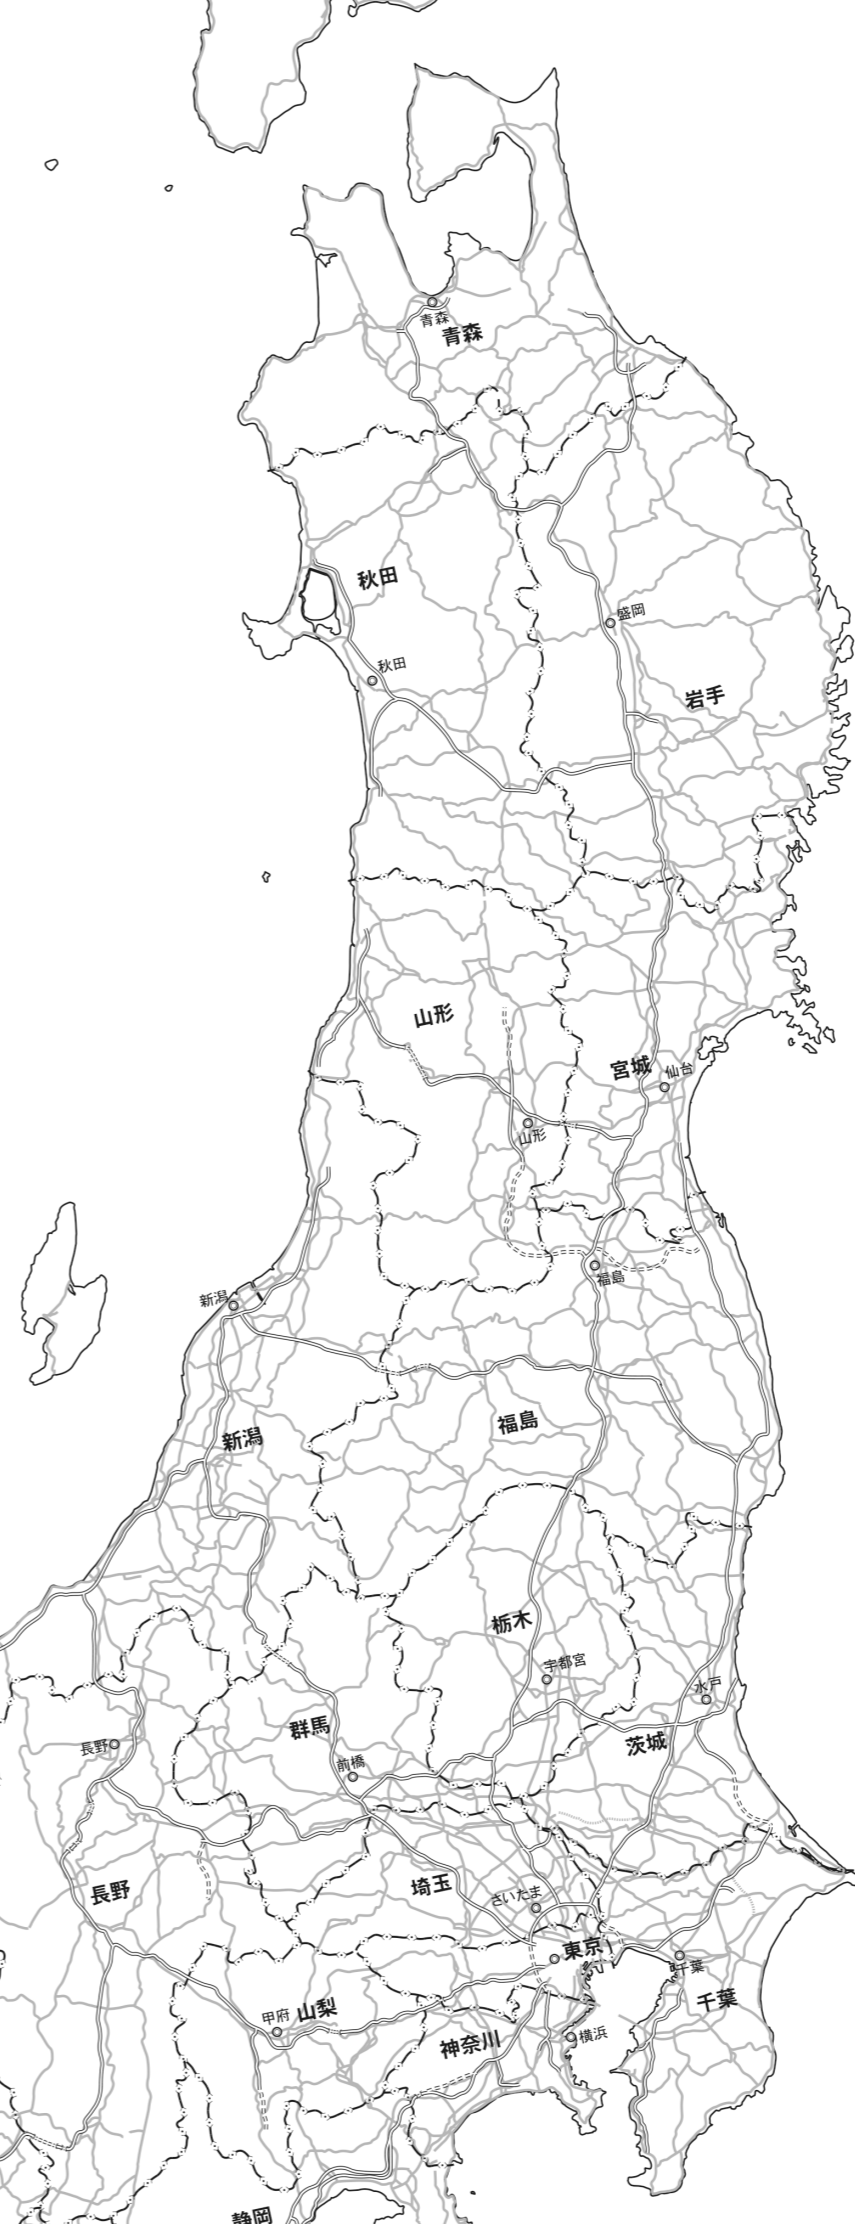 青森
青森
秋田
盛岡
秋田
岩手
山形
宮城
仙台
山形
福島
新潟
福島
新潟
栃木
宇都宮
水戸
群馬
茨城
長野
前橋
長野
埼玉
さいたま
東京
千葉
千葉
甲府
山梨
神奈川
横浜
静岡